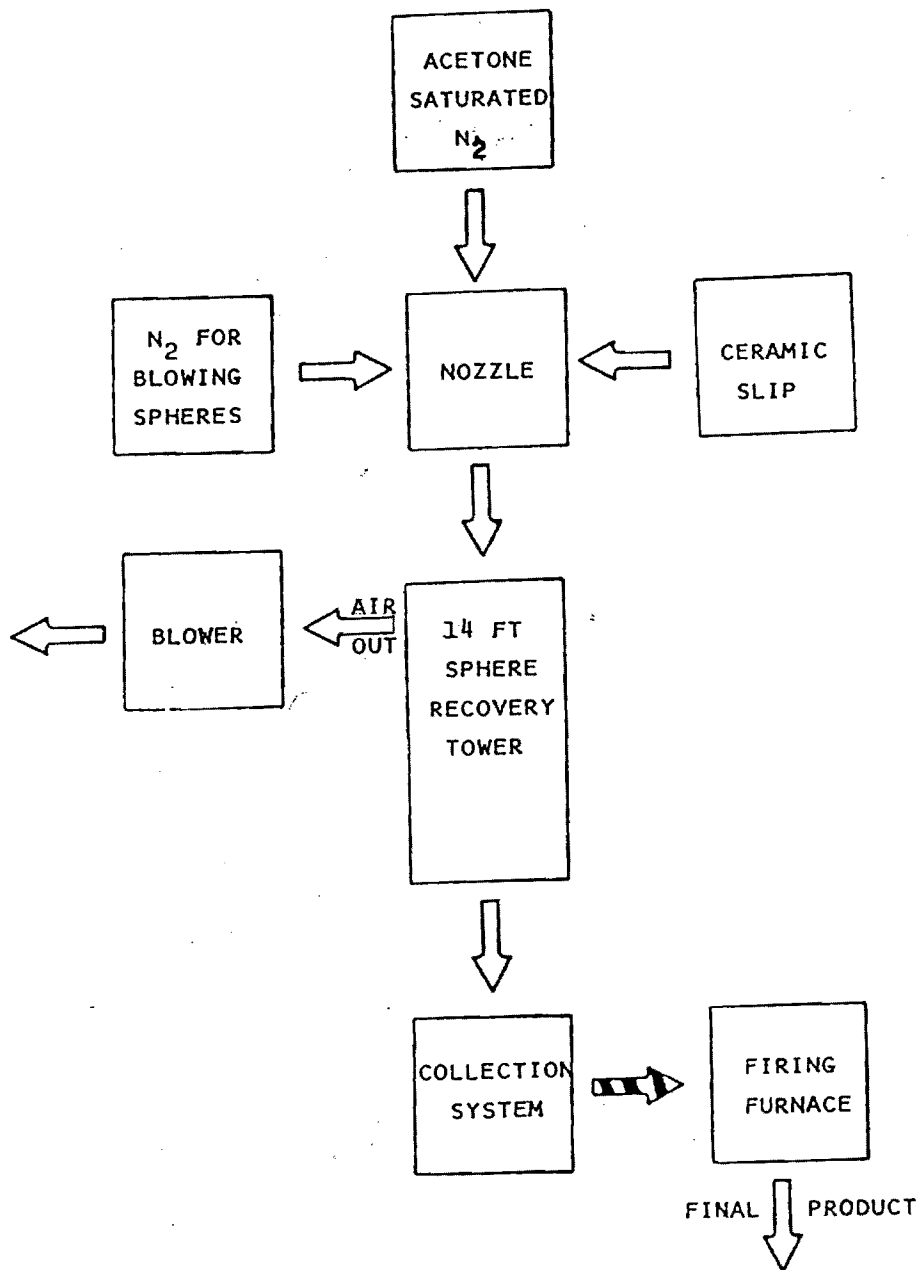 ACETONE
SATURATED
N2
N2 FOR
BLOWING
SPHERES
NOZZLE
CERAMIC
SLIP
BLOWER
AIR
OUT
14 FT
SPHERE
RECOVERY
TOWER
COLLECTION
SYSTEM
FIRING
FURNACE
FINAL PRODUCT